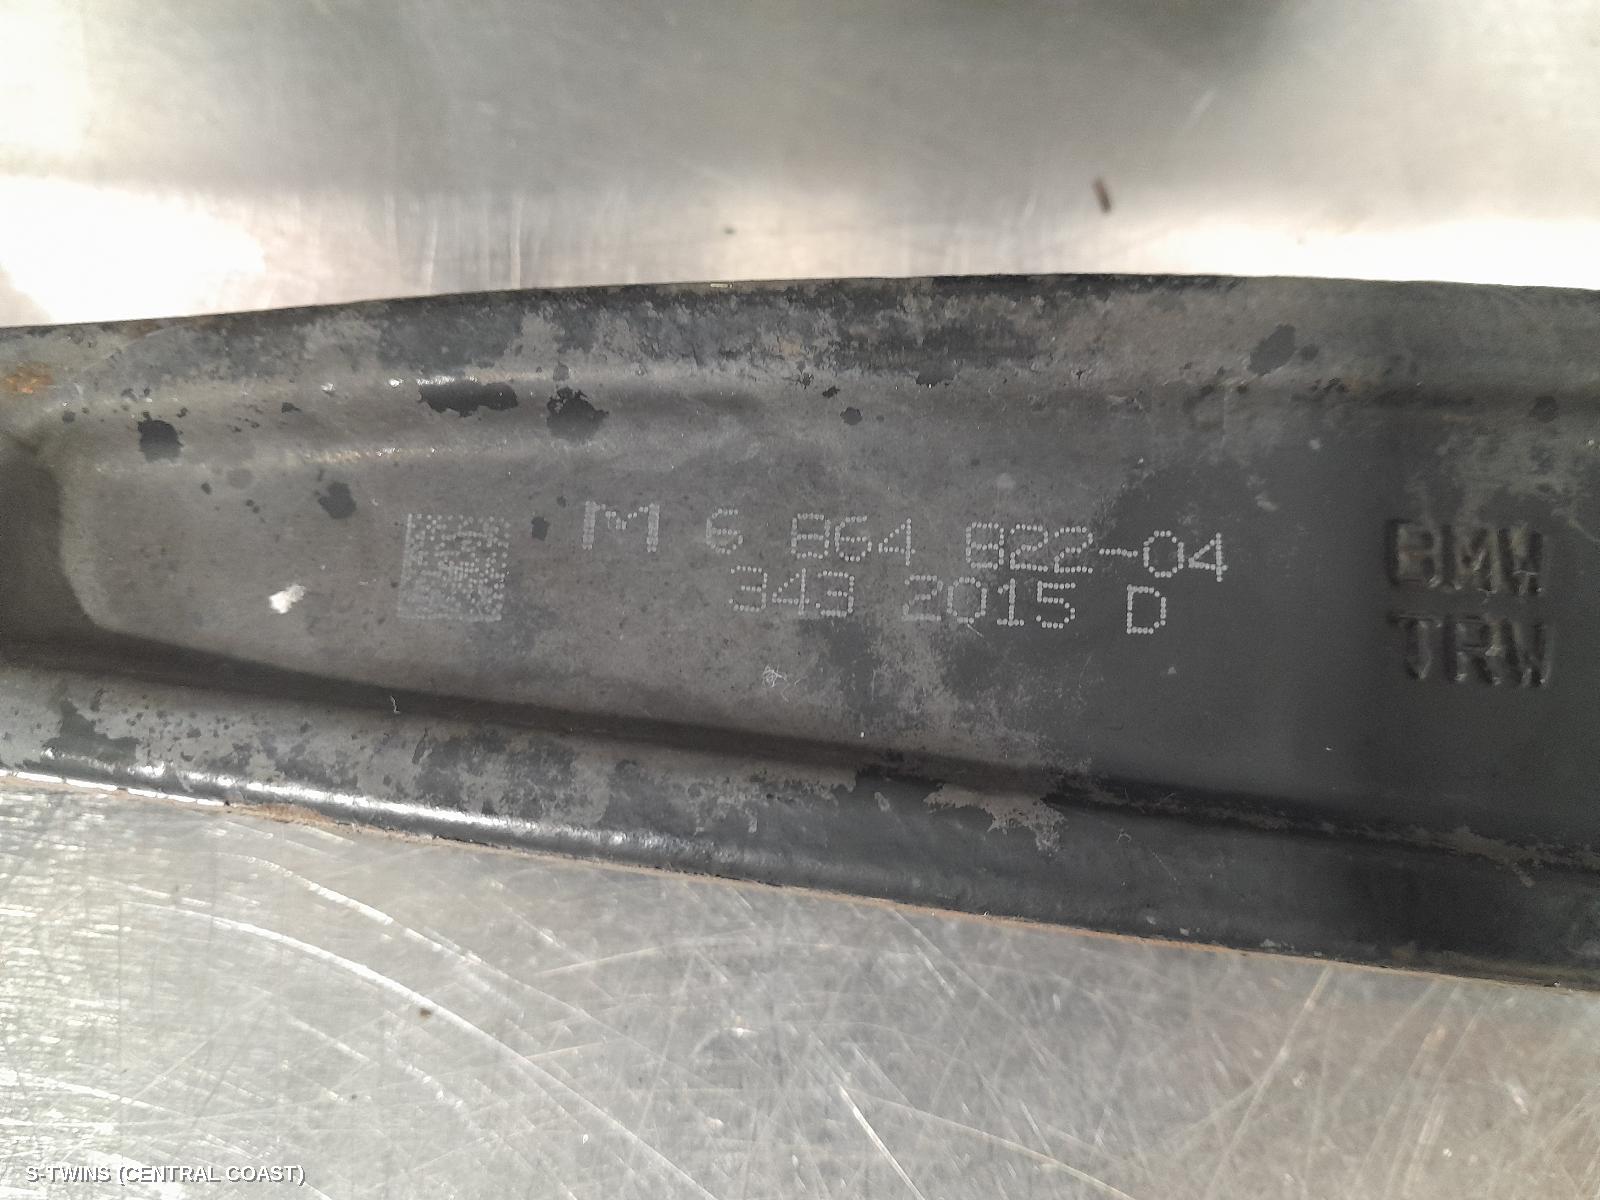 M 6 864 822-04
343 2015 D
BMW
TRW
S-TWINS (CENTRAL COAST)